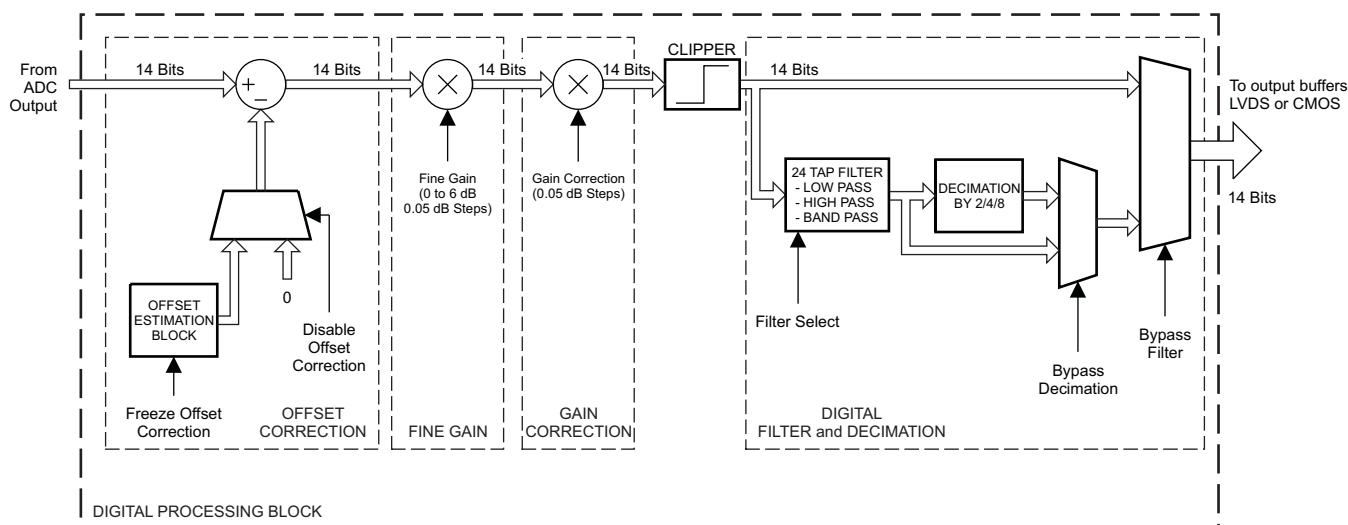 From
ADC
Output
14 Bits
+
−
14 Bits
14 Bits
14 Bits
CLIPPER
14 Bits
To output buffers
LVDS or CMOS
14 Bits
Fine Gain
(0 to 6 dB
0.05 dB Steps)
Gain Correction
(0.05 dB Steps)
24 TAP FILTER
- LOW PASS
- HIGH PASS
- BAND PASS
DECIMATION
BY 2/4/8
0
OFFSET
ESTIMATION
BLOCK
Disable
Offset
Correction
Filter Select
Bypass
Filter
Bypass
Decimation
Freeze Offset
Correction
OFFSET
CORRECTION
FINE GAIN
GAIN
CORRECTION
DIGITAL
FILTER and DECIMATION
DIGITAL PROCESSING BLOCK